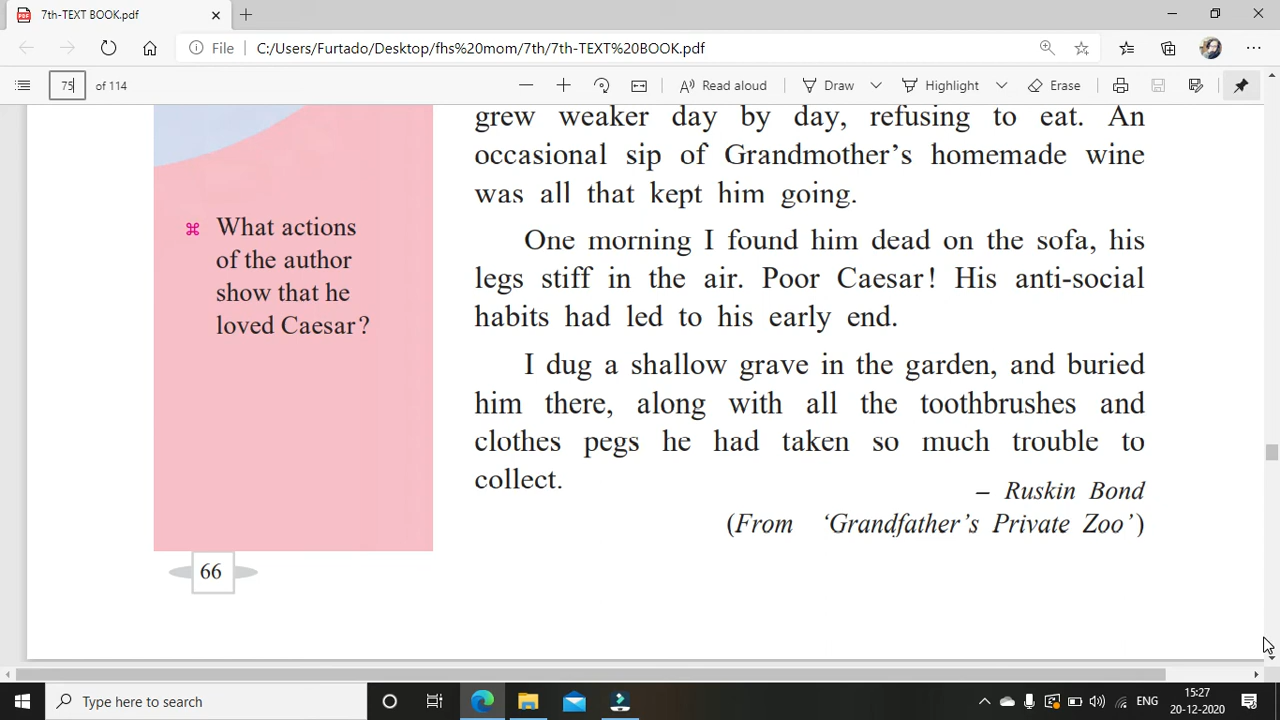 7th-TEXT BOOK.pdf
File C:/Users/Furtado/Desktop/fhs%20mom/7th/7th-TEXT%20BOOK.pdf
75 of 114 Read aloud Draw Highlight Erase
grew weaker day by day, refusing to eat. An
occasional sip of Grandmother's homemade wine
was all that kept him going.
⌘ What actions
of the author
show that he
loved Caesar?
One morning I found him dead on the sofa, his
legs stiff in the air. Poor Caesar! His anti-social
habits had led to his early end.
I dug a shallow grave in the garden, and buried
him there, along with all the toothbrushes and
clothes pegs he had taken so much trouble to
collect.
– Ruskin Bond
(From 'Grandfather's Private Zoo')
66
Type here to search
ENG
15:27
20-12-2020